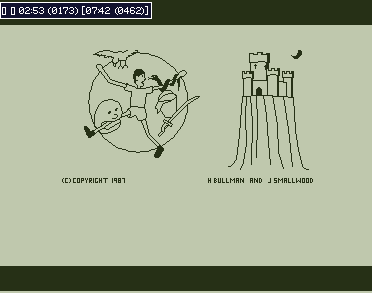 02:53 (0173) [0742 (0462)]
(C) COPYRIGHT 1987
H BULLMAN AND J SMALLWOOD